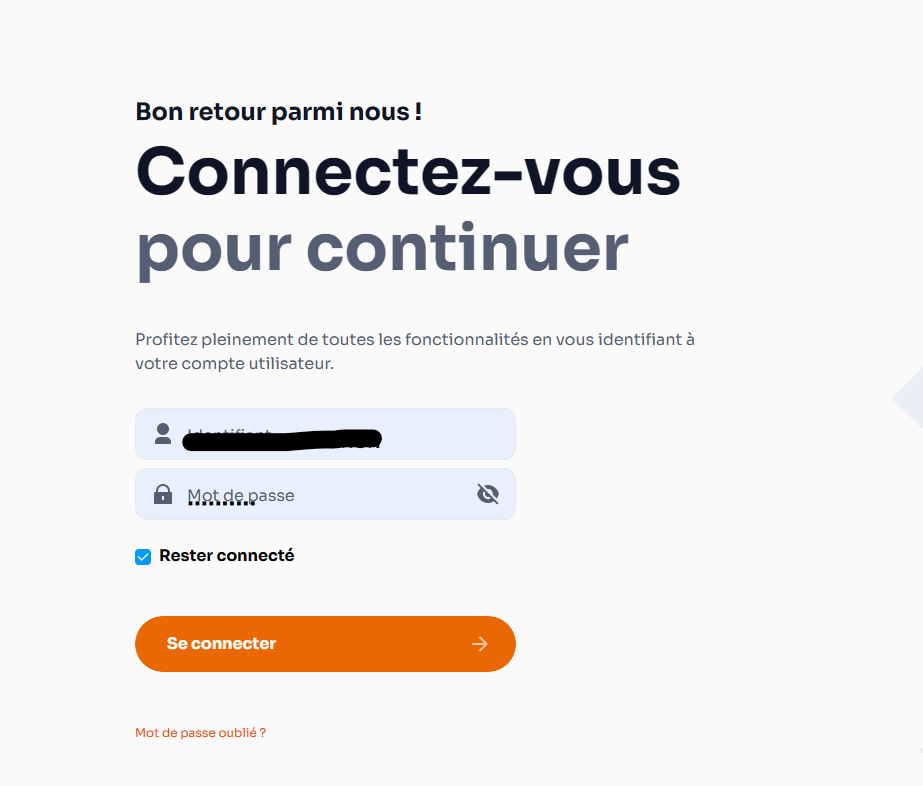 Bon retour parmi nous !
Connectez-vous
pour continuer
Profitez pleinement de toutes les fonctionnalités en vous identifiant à
votre compte utilisateur.
Mot de passe
Rester connecté
Se connecter
Mot de passe oublié ?